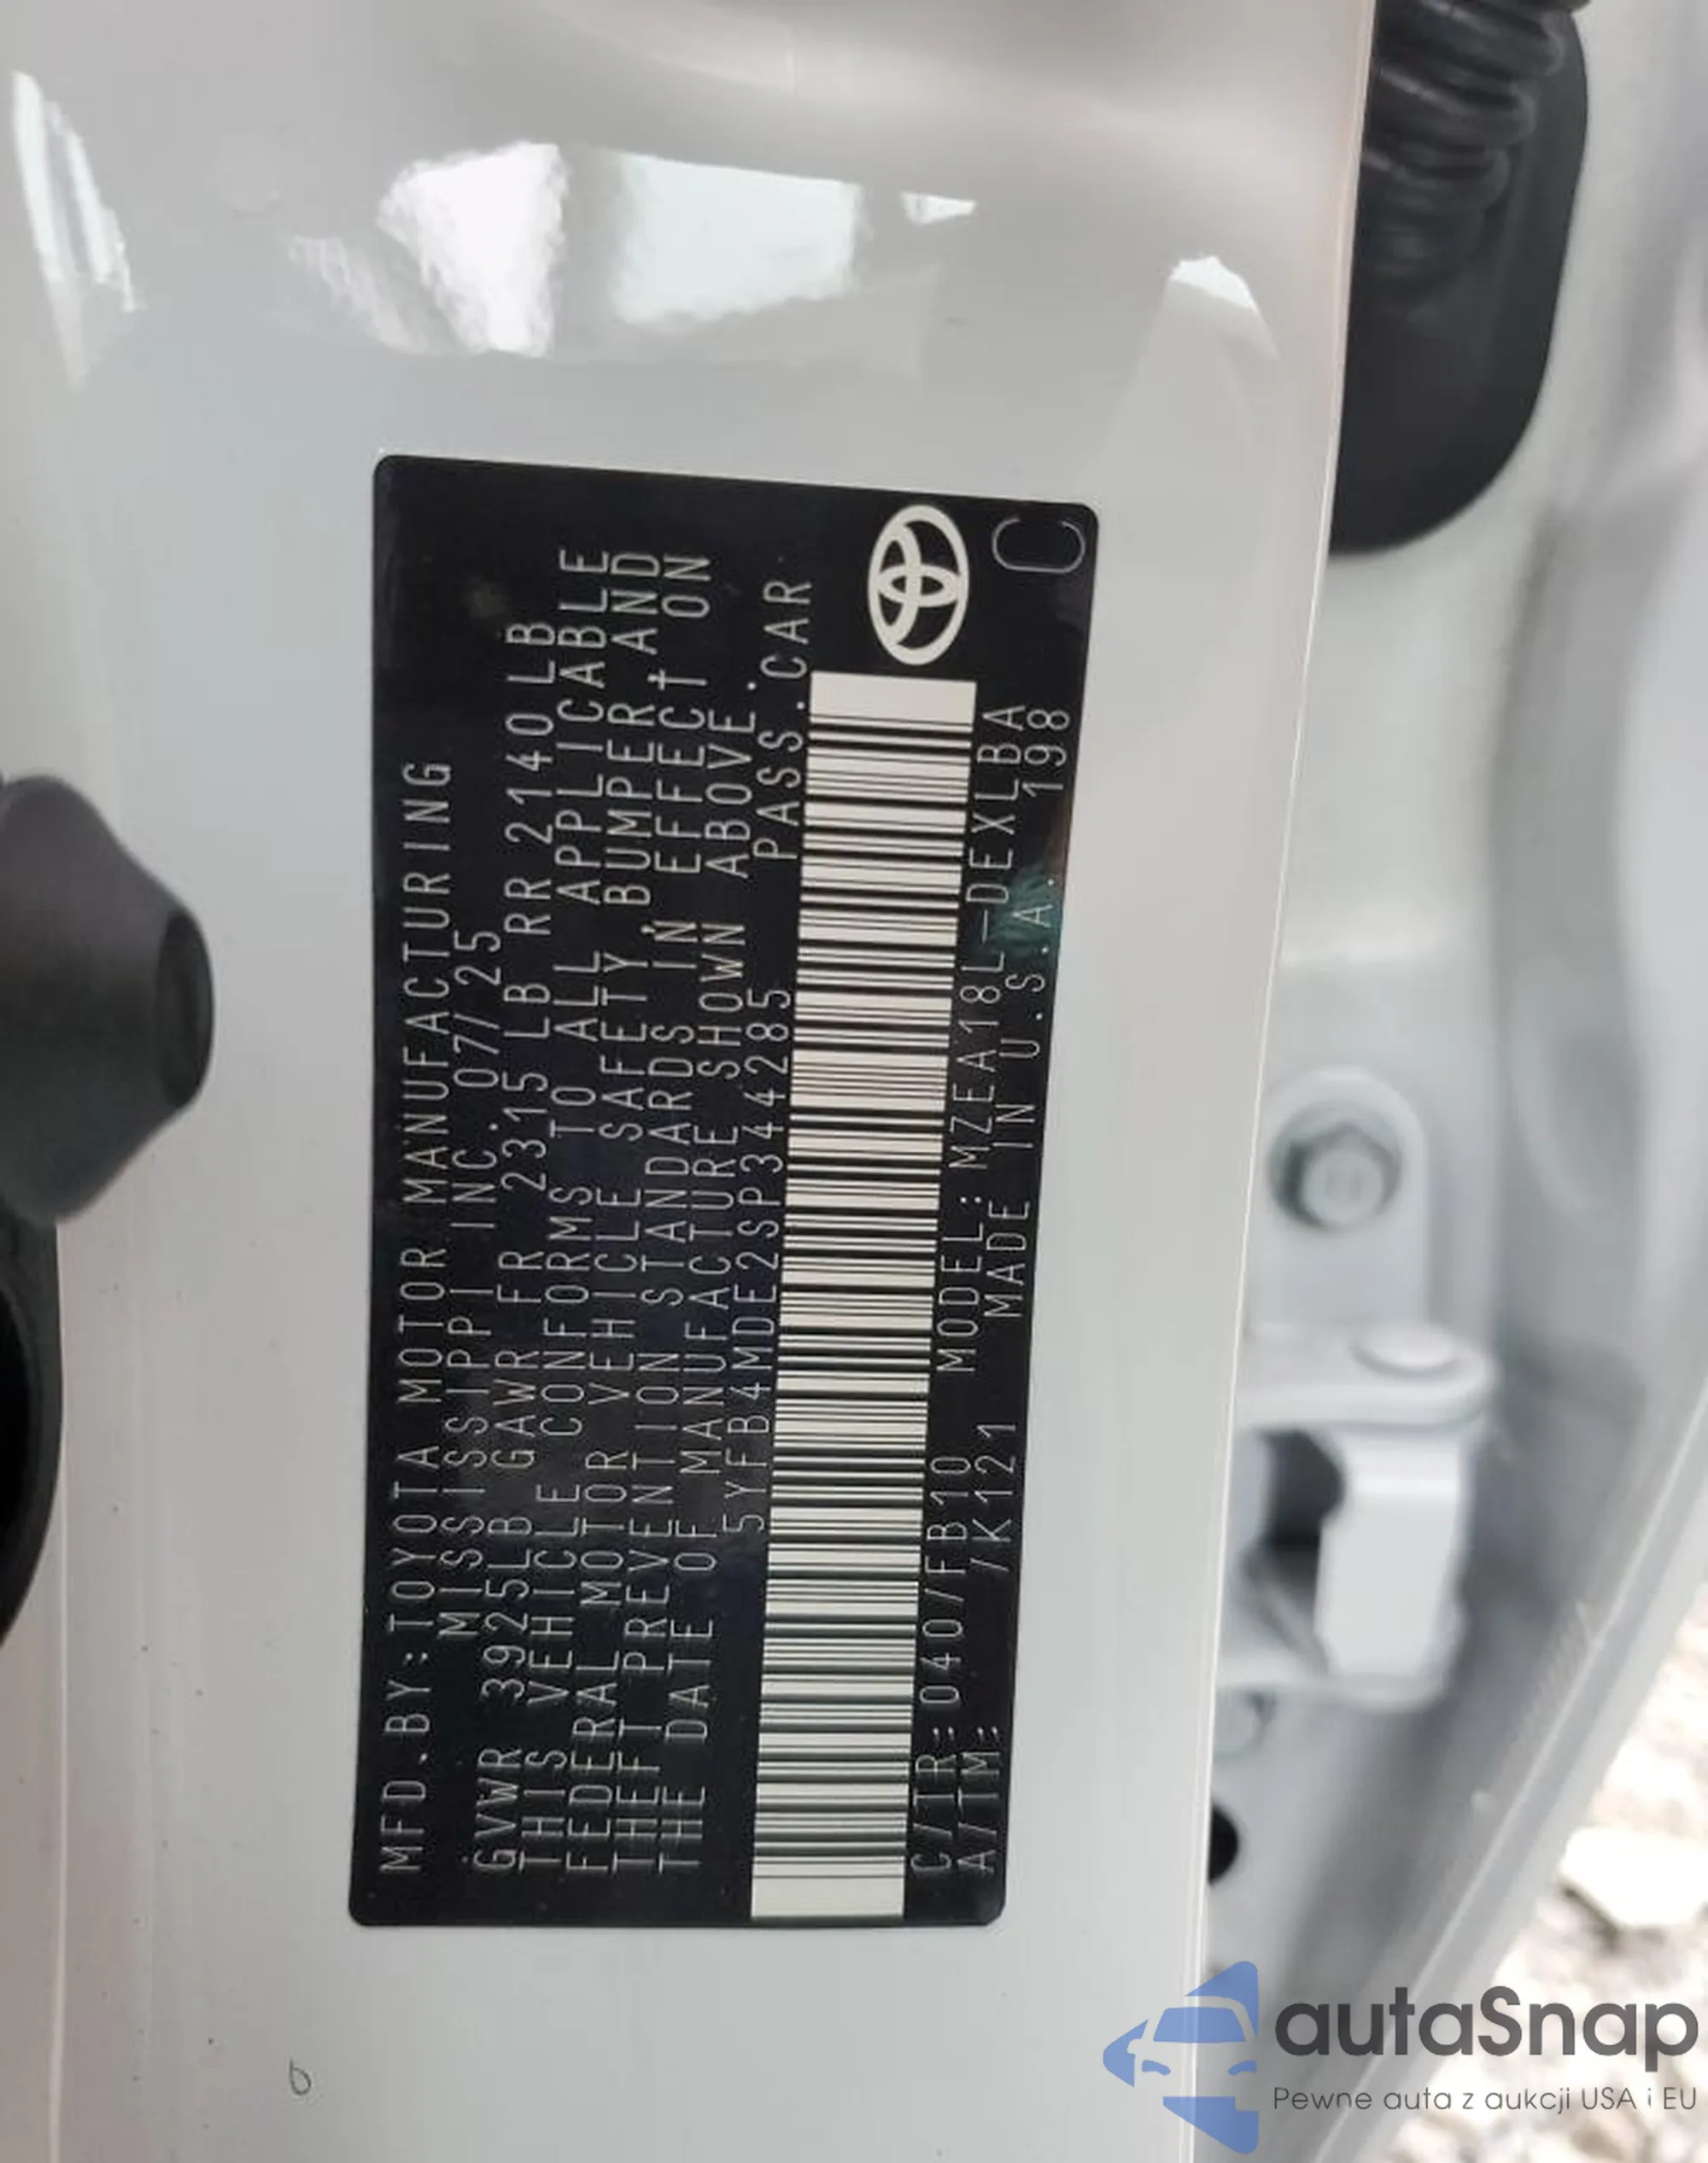 MFD.BY:TOYOTA MOTOR MANUFACTURING
MISSISSIPPI INC. 07/25
GVWR 3925LB GAWR FR 2315 LB RR 2140LB
THIS VEHICLE CONFORMS TO ALL APPLICABLE
FEDERAL MOTOR VEHICLE SAFETY, BUMPER, AND
THEFT PREVENTION STANDARDS IN EFFECT ON
THE DATE OF MANUFACTURE SHOWN ABOVE.
5YFB4MDE2SP344285 PASS.CAR
C/TR:040/FB10 MODEL:MZEA18L-DEXLBA
A/TM: /K121 MADE IN U.S.A. 198
C
autaSnap
Pewne auta z aukcji USA i EU